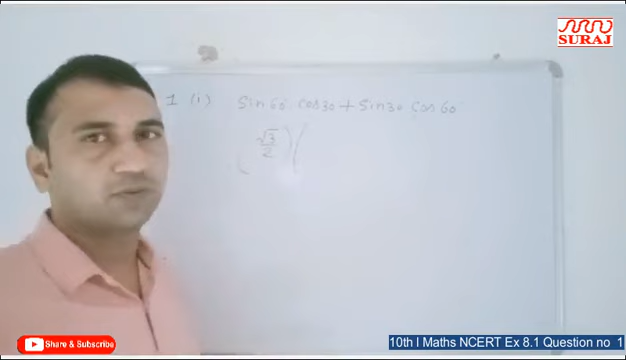 SURAJ
1 (i) Sin 60 Cos 30 + Sin 30 Cos 60
(√3/2) (
Share & Subscribe
10th I Maths NCERT Ex 8.1 Question no 1